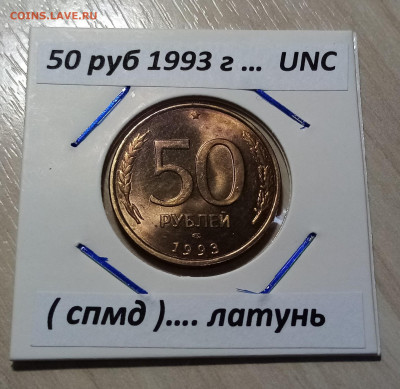 COINS.LAVE.RU
50 руб 1993 г ... UNC
50
РУБЛЕЙ
1993
( спмд ).... латунь